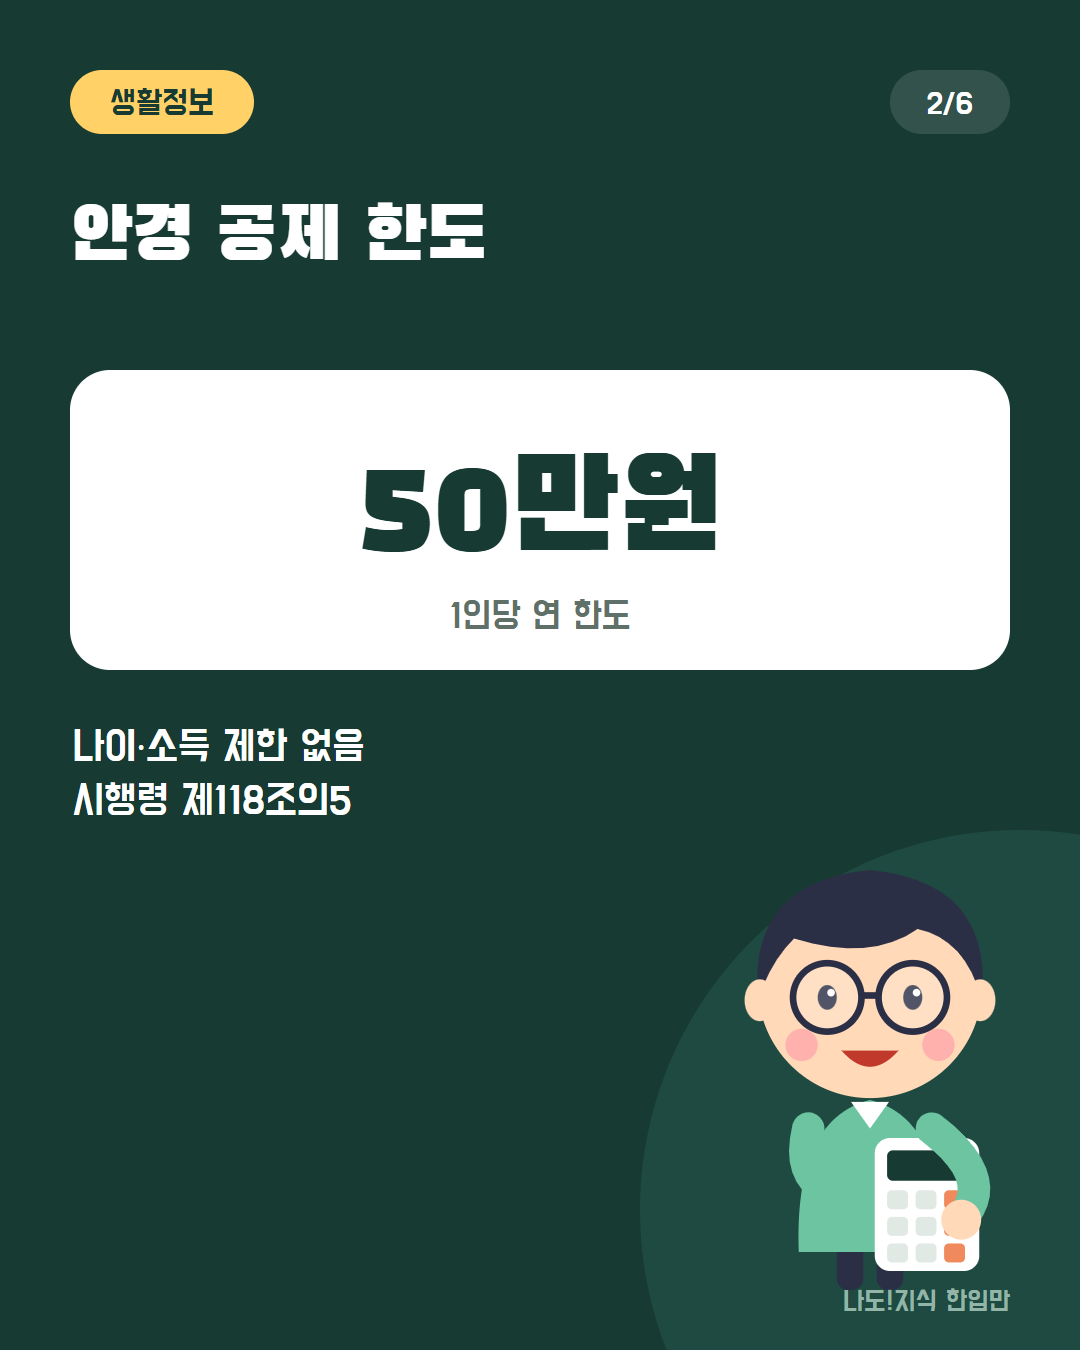 생활정보
2/6
안경 공제 한도
50만원
1인당 연 한도
나이·소득 제한 없음
시행령 제118조의5
나도!지식 한입만